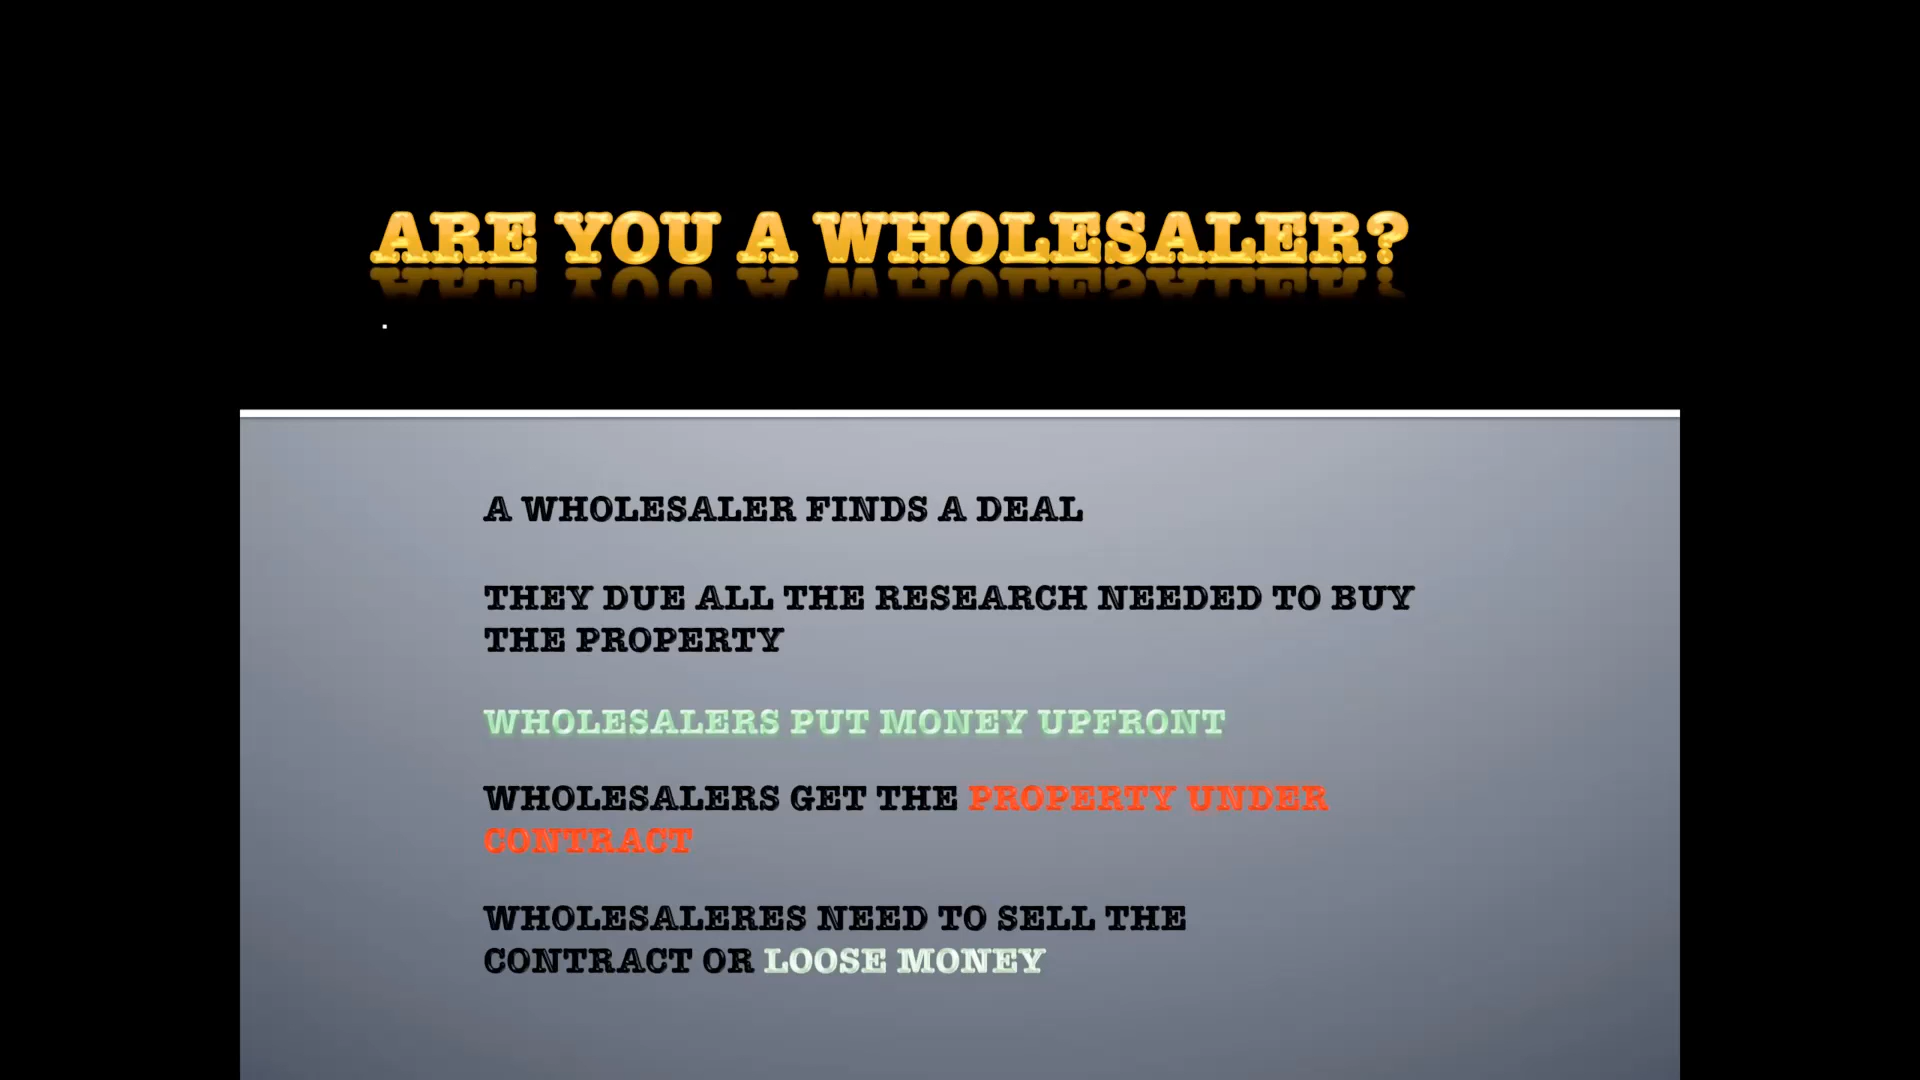 ARE YOU A WHOLESALER?
.
A WHOLESALER FINDS A DEAL
THEY DUE ALL THE RESEARCH NEEDED TO BUY
THE PROPERTY
WHOLESALERS PUT MONEY UPFRONT
WHOLESALERS GET THE PROPERTY UNDER
CONTRACT
WHOLESALERES NEED TO SELL THE
CONTRACT OR LOOSE MONEY